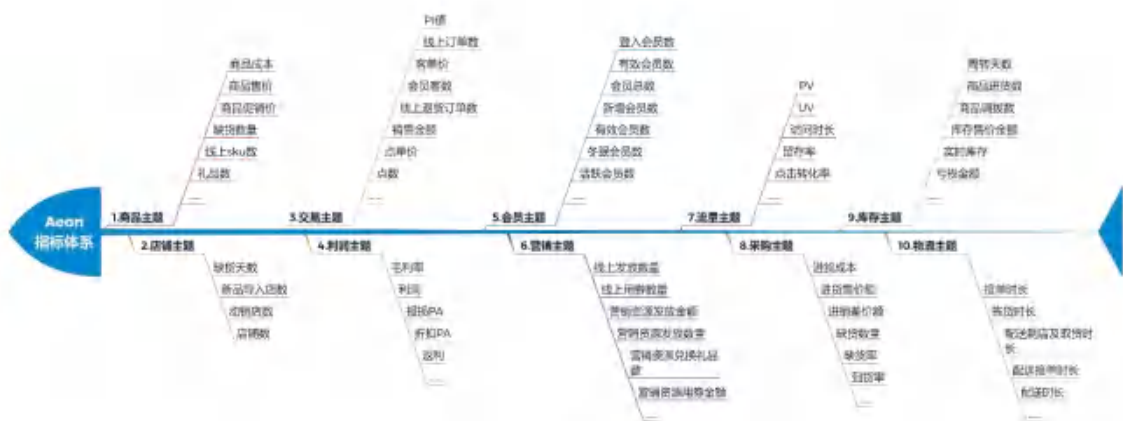 Aeon
指标体系
1.商品主题
商品成本
商品售价
商品促销价
缺货数量
线上sku数
礼品数
......
2.店铺主题
缺货天数
新品导入店数
动销店数
店铺数
3.交易主题
PI值
线上订单数
客单价
会员客数
线上退货订单数
销售金额
点单价
点数
......
4.利润主题
毛利率
利润
报损PA
折扣PA
返利
......
5.会员主题
登入会员数
有效会员数
会员总数
新增会员数
有效会员数
冬眠会员数
活跃会员数
......
6.营销主题
线上发放数量
线上用券数量
营销资源发放金额
营销资源发放数量
营销资源兑换礼品
数
营销资源用券金额
......
7.流量主题
PV
UV
访问时长
留存率
点击转化率
......
8.采购主题
进货成本
进货售价额
进销差价额
缺货数量
缺货率
到货率
......
9.库存主题
周转天数
商品进货数
商品调拨数
库存售价金额
实时库存
亏损金额
......
10.物流主题
接单时长
拣货时长
配送到店及取货时
长
配送接单时长
配送时长
......